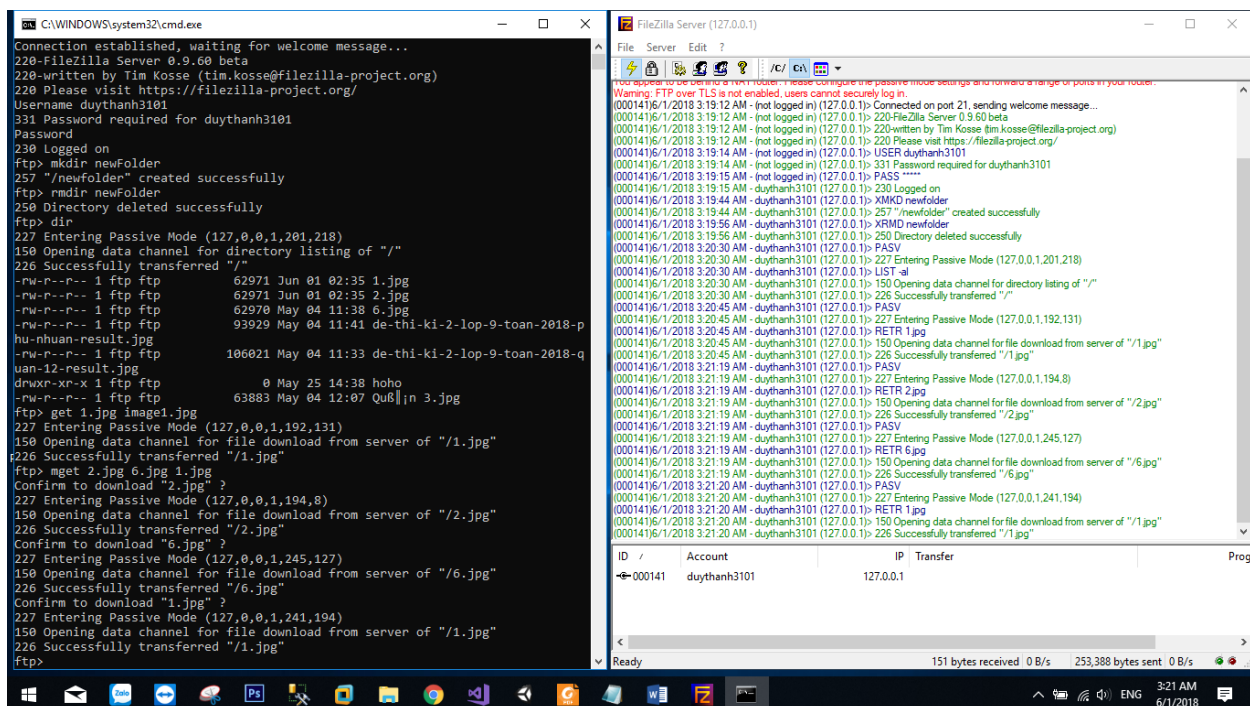 C:\WINDOWS\system32\cmd.exe
Connection established, waiting for welcome message...
220-FileZilla Server 0.9.60 beta
220-written by Tim Kosse (tim.kosse@filezilla-project.org)
220 Please visit https://filezilla-project.org/
Username duythanh3101
331 Password required for duythanh3101
Password
230 Logged on
ftp> mkdir newFolder
257 "/newfolder" created successfully
ftp> rmdir newFolder
250 Directory deleted successfully
ftp> dir
227 Entering Passive Mode (127,0,0,1,201,218)
150 Opening data channel for directory listing of "/"
226 Successfully transferred "/"
-rw-r--r-- 1 ftp ftp 62971 Jun 01 02:35 1.jpg
-rw-r--r-- 1 ftp ftp 62971 Jun 01 02:35 2.jpg
-rw-r--r-- 1 ftp ftp 62970 May 04 11:38 6.jpg
-rw-r--r-- 1 ftp ftp 93929 May 04 11:41 de-thi-ki-2-lop-9-toan-2018-p
hu-nhuan-result.jpg
-rw-r--r-- 1 ftp ftp 106021 May 04 11:33 de-thi-ki-2-lop-9-toan-2018-q
uan-12-result.jpg
drwxr-xr-x 1 ftp ftp 0 May 25 14:38 hoho
-rw-r--r-- 1 ftp ftp 63883 May 04 12:07 Quß║¡n 3.jpg
ftp> get 1.jpg image1.jpg
227 Entering Passive Mode (127,0,0,1,192,131)
150 Opening data channel for file download from server of "/1.jpg"
226 Successfully transferred "/1.jpg"
ftp> mget 2.jpg 6.jpg 1.jpg
Confirm to download "2.jpg" ?
227 Entering Passive Mode (127,0,0,1,194,8)
150 Opening data channel for file download from server of "/2.jpg"
226 Successfully transferred "/2.jpg"
Confirm to download "6.jpg" ?
227 Entering Passive Mode (127,0,0,1,245,127)
150 Opening data channel for file download from server of "/6.jpg"
226 Successfully transferred "/6.jpg"
Confirm to download "1.jpg" ?
227 Entering Passive Mode (127,0,0,1,241,194)
150 Opening data channel for file download from server of "/1.jpg"
226 Successfully transferred "/1.jpg"
ftp>
FileZilla Server (127.0.0.1)
File Server Edit ?
/C/ C:\
You appear to be behind a NAT router. Please configure the passive mode settings and forward a range of ports in your router.
Warning: FTP over TLS is not enabled, users cannot securely log in.
(000141)6/1/2018 3:19:12 AM - (not logged in) (127.0.0.1)> Connected on port 21, sending welcome message...
(000141)6/1/2018 3:19:12 AM - (not logged in) (127.0.0.1)> 220-FileZilla Server 0.9.60 beta
(000141)6/1/2018 3:19:12 AM - (not logged in) (127.0.0.1)> 220-written by Tim Kosse (tim.kosse@filezilla-project.org)
(000141)6/1/2018 3:19:12 AM - (not logged in) (127.0.0.1)> 220 Please visit https://filezilla-project.org/
(000141)6/1/2018 3:19:14 AM - (not logged in) (127.0.0.1)> USER duythanh3101
(000141)6/1/2018 3:19:14 AM - (not logged in) (127.0.0.1)> 331 Password required for duythanh3101
(000141)6/1/2018 3:19:15 AM - (not logged in) (127.0.0.1)> PASS *****
(000141)6/1/2018 3:19:15 AM - duythanh3101 (127.0.0.1)> 230 Logged on
(000141)6/1/2018 3:19:44 AM - duythanh3101 (127.0.0.1)> XMKD newfolder
(000141)6/1/2018 3:19:44 AM - duythanh3101 (127.0.0.1)> 257 "/newfolder" created successfully
(000141)6/1/2018 3:19:56 AM - duythanh3101 (127.0.0.1)> XRMD newfolder
(000141)6/1/2018 3:19:56 AM - duythanh3101 (127.0.0.1)> 250 Directory deleted successfully
(000141)6/1/2018 3:20:30 AM - duythanh3101 (127.0.0.1)> PASV
(000141)6/1/2018 3:20:30 AM - duythanh3101 (127.0.0.1)> 227 Entering Passive Mode (127,0,0,1,201,218)
(000141)6/1/2018 3:20:30 AM - duythanh3101 (127.0.0.1)> LIST -al
(000141)6/1/2018 3:20:30 AM - duythanh3101 (127.0.0.1)> 150 Opening data channel for directory listing of "/"
(000141)6/1/2018 3:20:30 AM - duythanh3101 (127.0.0.1)> 226 Successfully transferred "/"
(000141)6/1/2018 3:20:45 AM - duythanh3101 (127.0.0.1)> PASV
(000141)6/1/2018 3:20:45 AM - duythanh3101 (127.0.0.1)> 227 Entering Passive Mode (127,0,0,1,192,131)
(000141)6/1/2018 3:20:45 AM - duythanh3101 (127.0.0.1)> RETR 1.jpg
(000141)6/1/2018 3:20:45 AM - duythanh3101 (127.0.0.1)> 150 Opening data channel for file download from server of "/1.jpg"
(000141)6/1/2018 3:20:45 AM - duythanh3101 (127.0.0.1)> 226 Successfully transferred "/1.jpg"
(000141)6/1/2018 3:21:19 AM - duythanh3101 (127.0.0.1)> PASV
(000141)6/1/2018 3:21:19 AM - duythanh3101 (127.0.0.1)> 227 Entering Passive Mode (127,0,0,1,194,8)
(000141)6/1/2018 3:21:19 AM - duythanh3101 (127.0.0.1)> RETR 2.jpg
(000141)6/1/2018 3:21:19 AM - duythanh3101 (127.0.0.1)> 150 Opening data channel for file download from server of "/2.jpg"
(000141)6/1/2018 3:21:19 AM - duythanh3101 (127.0.0.1)> 226 Successfully transferred "/2.jpg"
(000141)6/1/2018 3:21:19 AM - duythanh3101 (127.0.0.1)> PASV
(000141)6/1/2018 3:21:19 AM - duythanh3101 (127.0.0.1)> 227 Entering Passive Mode (127,0,0,1,245,127)
(000141)6/1/2018 3:21:19 AM - duythanh3101 (127.0.0.1)> RETR 6.jpg
(000141)6/1/2018 3:21:19 AM - duythanh3101 (127.0.0.1)> 150 Opening data channel for file download from server of "/6.jpg"
(000141)6/1/2018 3:21:19 AM - duythanh3101 (127.0.0.1)> 226 Successfully transferred "/6.jpg"
(000141)6/1/2018 3:21:20 AM - duythanh3101 (127.0.0.1)> PASV
(000141)6/1/2018 3:21:20 AM - duythanh3101 (127.0.0.1)> 227 Entering Passive Mode (127,0,0,1,241,194)
(000141)6/1/2018 3:21:20 AM - duythanh3101 (127.0.0.1)> RETR 1.jpg
(000141)6/1/2018 3:21:20 AM - duythanh3101 (127.0.0.1)> 150 Opening data channel for file download from server of "/1.jpg"
(000141)6/1/2018 3:21:20 AM - duythanh3101 (127.0.0.1)> 226 Successfully transferred "/1.jpg"
ID / Account IP Transfer Prog
000141 duythanh3101 127.0.0.1
Ready 151 bytes received 0 B/s 253,388 bytes sent 0 B/s
Zalo Ps ENG 3:21 AM
6/1/2018